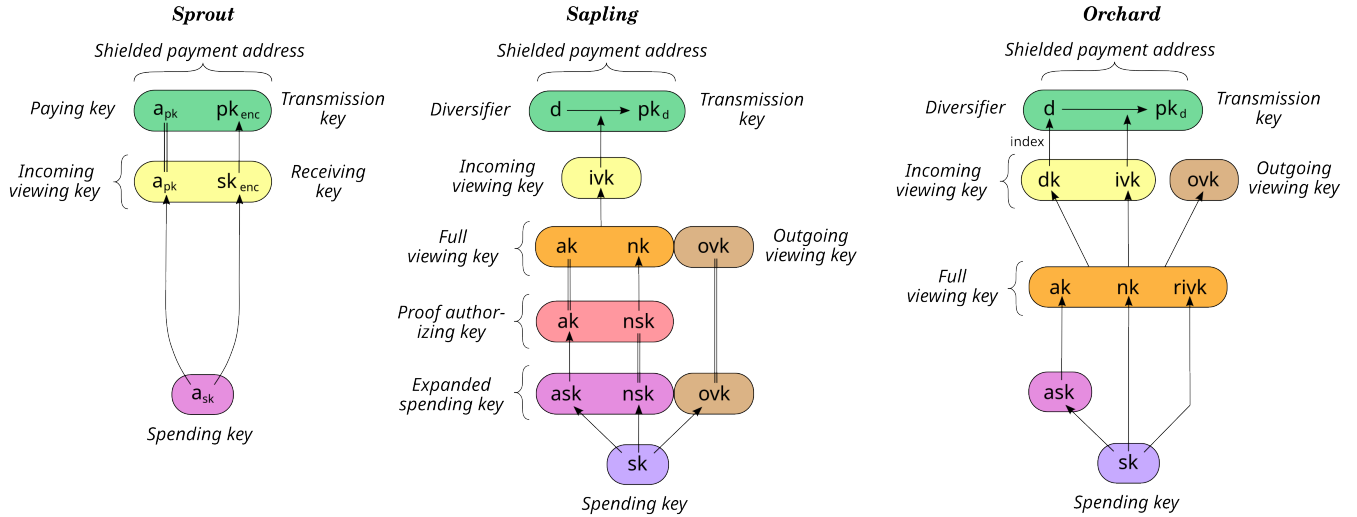 Sprout
Shielded payment address
Paying key
a_pk pk_enc
Transmission
key
Incoming
viewing key
a_pk sk_enc
Receiving
key
a_sk
Spending key
Sapling
Shielded payment address
Diversifier
d pk_d
Transmission
key
Incoming
viewing key
ivk
Full
viewing key
ak nk ovk
Outgoing
viewing key
Proof author-
izing key
ak nsk
Expanded
spending key
ask nsk ovk
sk
Spending key
Orchard
Shielded payment address
Diversifier
d pk_d
Transmission
key
index
Incoming
viewing key
dk ivk ovk
Outgoing
viewing key
Full
viewing key
ak nk rivk
ask
sk
Spending key